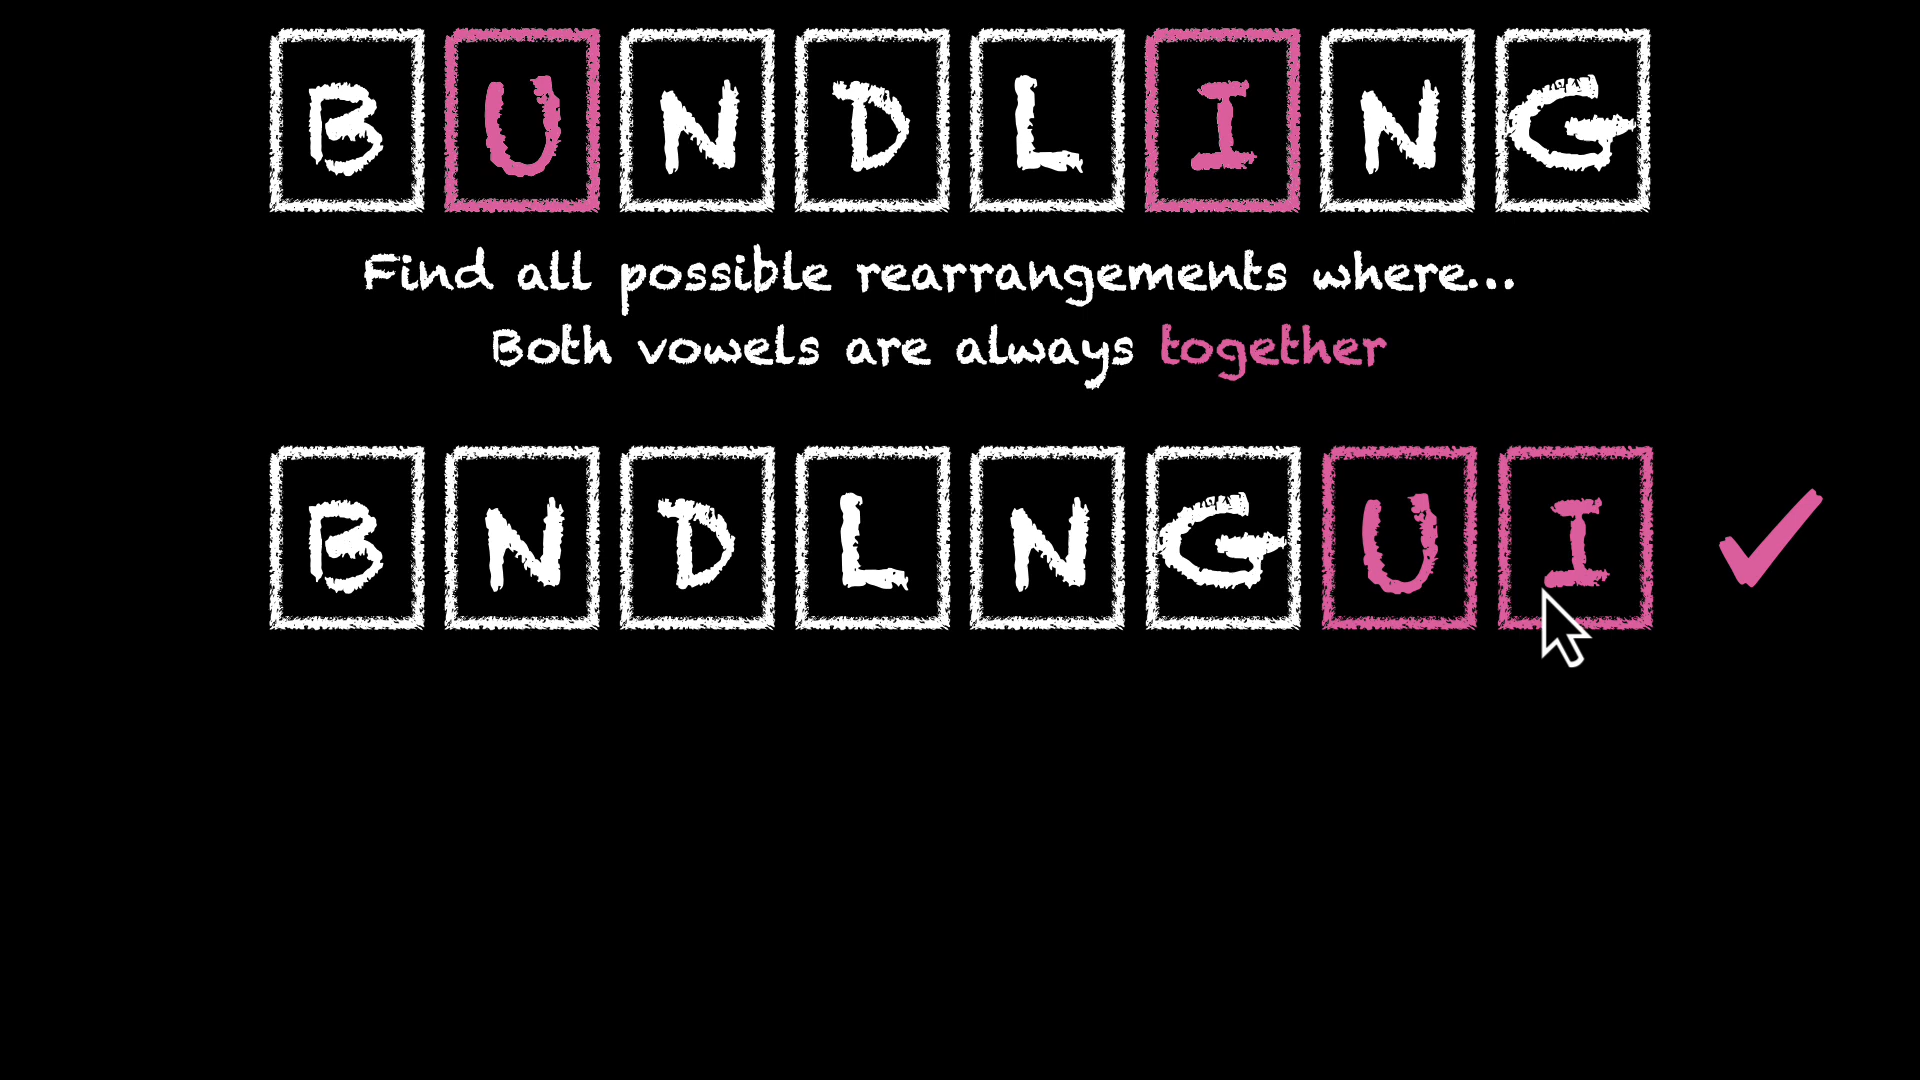 BUNDLING
Find all possible rearrangements where...
Both vowels are always together
BNDLNGUI